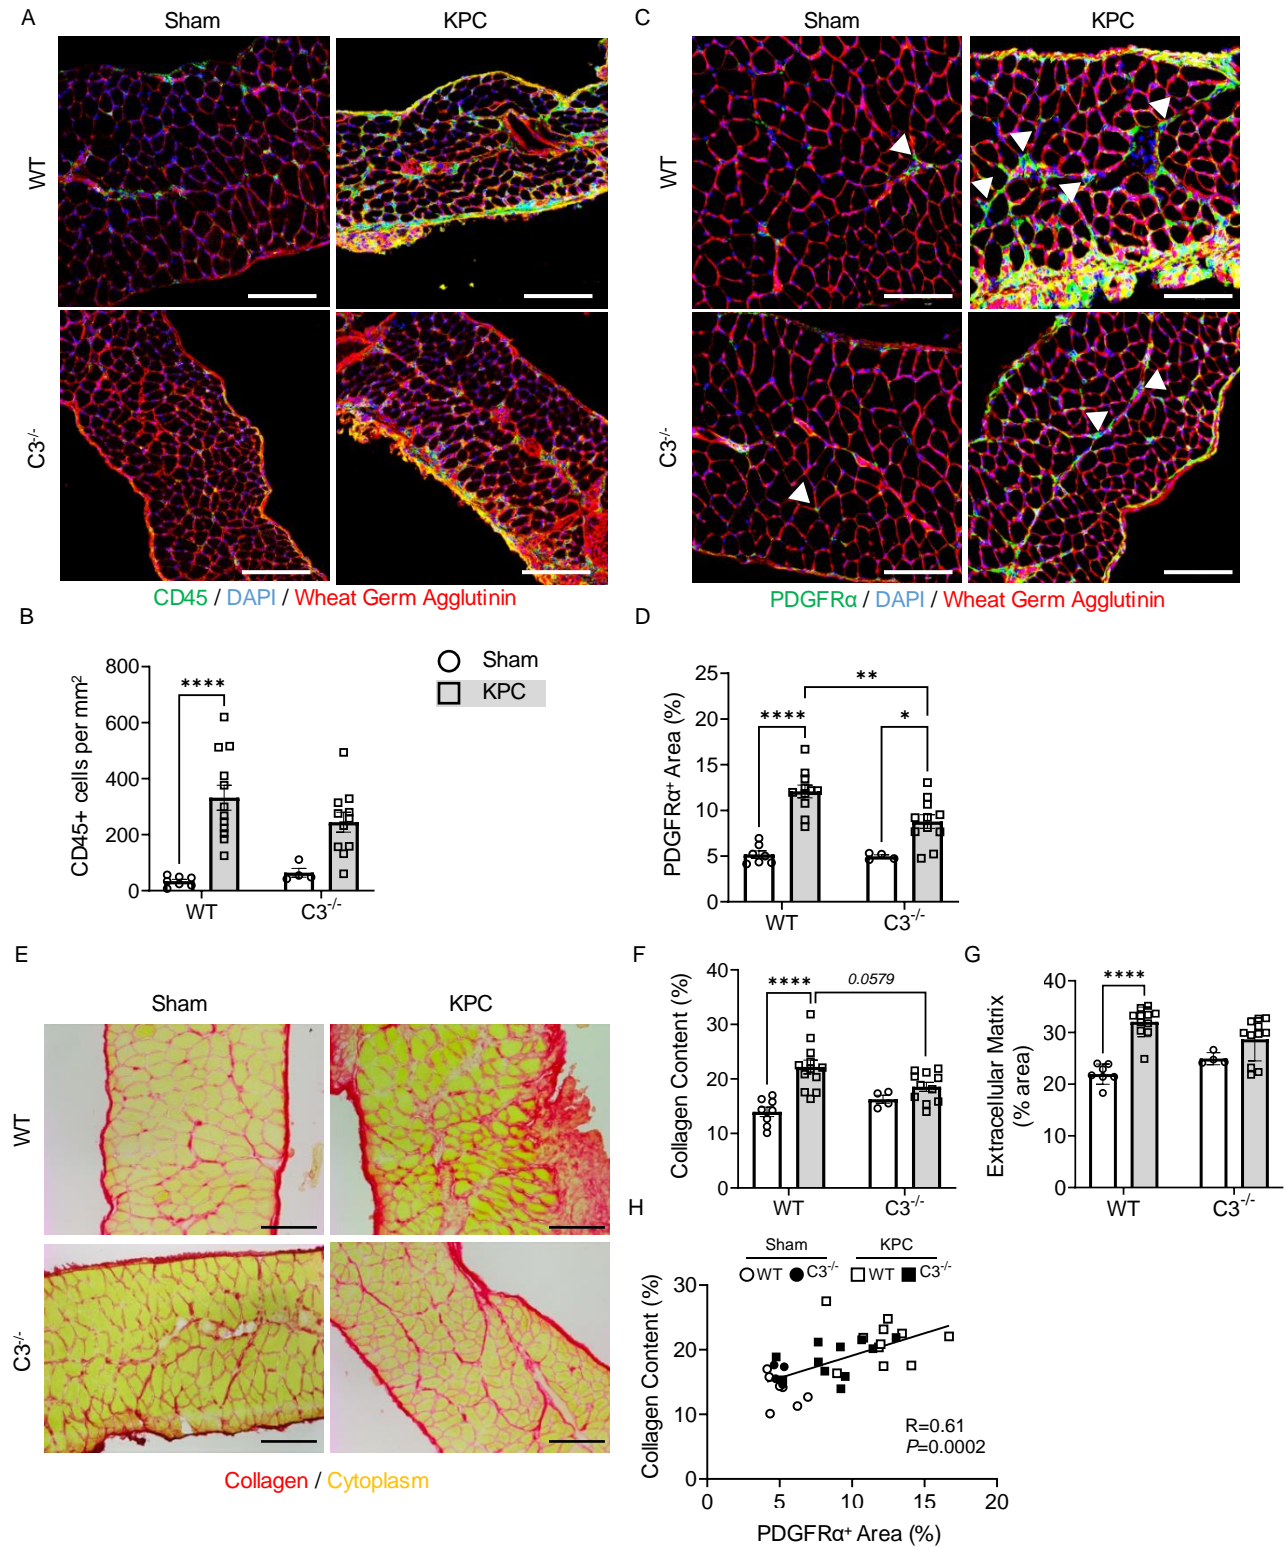 A
Sham
KPC
WT
C3-/-
CD45 / DAPI / Wheat Germ Agglutinin
C
Sham
KPC
WT
C3-/-
PDGFRα / DAPI / Wheat Germ Agglutinin
B
CD45+ cells per mm²
800
600
400
200
0
****
WT
C3-/-
Sham
KPC
D
PDGFRα⁺ Area (%)
25
20
15
10
5
0
****
**
*
WT
C3-/-
E
Sham
KPC
WT
C3-/-
Collagen / Cytoplasm
F
Collagen Content (%)
40
30
20
10
0
****
0.0579
WT
C3-/-
G
Extracellular Matrix
(% area)
40
30
20
10
0
****
WT
C3-/-
H
Sham
KPC
WT
C3-/-
WT
C3-/-
Collagen Content (%)
30
20
10
0
R=0.61
P=0.0002
0
5
10
15
20
PDGFRα⁺ Area (%)